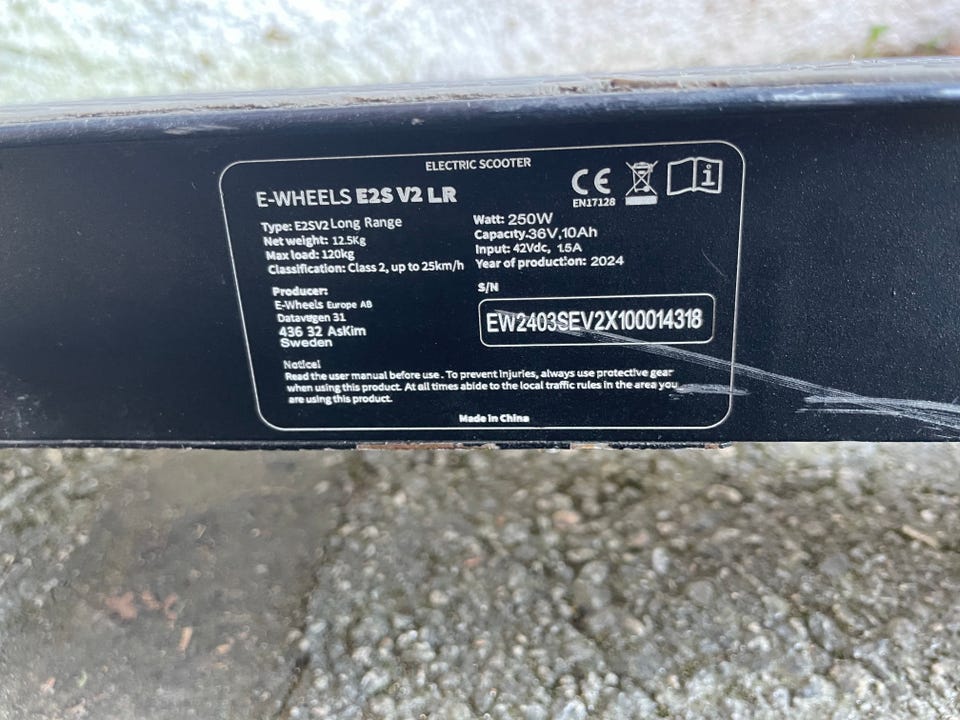 ELECTRIC SCOOTER
E-WHEELS E2S V2 LR
CE
EN17128
i
Type: E2SV2 Long Range
Net weight: 12.5Kg
Max load: 120kg
Classification: Class 2, up to 25km/h
Watt: 250W
Capacity.36V,10Ah
Input: 42Vdc, 1.5A
Year of production: 2024
Producer:
E-Wheels Europe AB
Datavägen 31
436 32 AsKim
Sweden
S/N
EW2403SEV2X100014318
Notice!
Read the user manual before use. To prevent injuries, always use protective gear
when using this product. At all times abide to the local traffic rules in the area you
are using this product.
Made in China